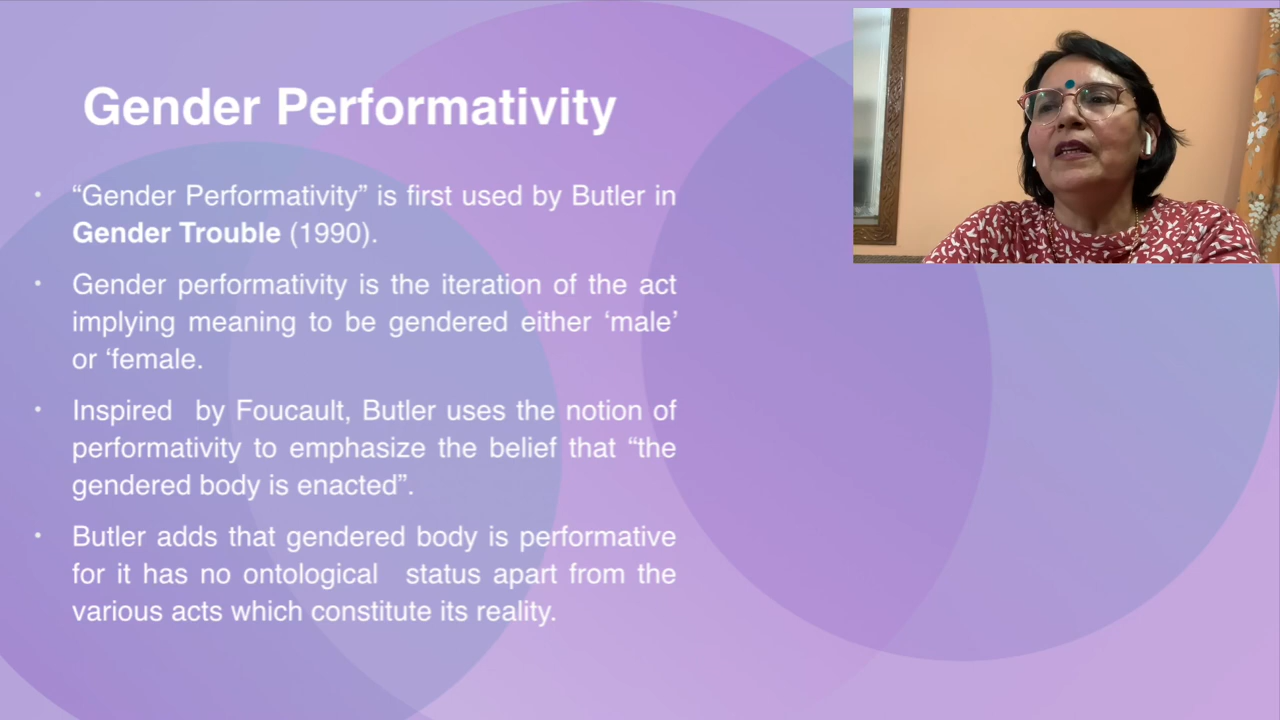 Gender Performativity
• “Gender Performativity” is first used by Butler in
Gender Trouble (1990).
• Gender performativity is the iteration of the act
implying meaning to be gendered either ‘male’
or ‘female.
• Inspired by Foucault, Butler uses the notion of
performativity to emphasize the belief that “the
gendered body is enacted”.
• Butler adds that gendered body is performative
for it has no ontological status apart from the
various acts which constitute its reality.